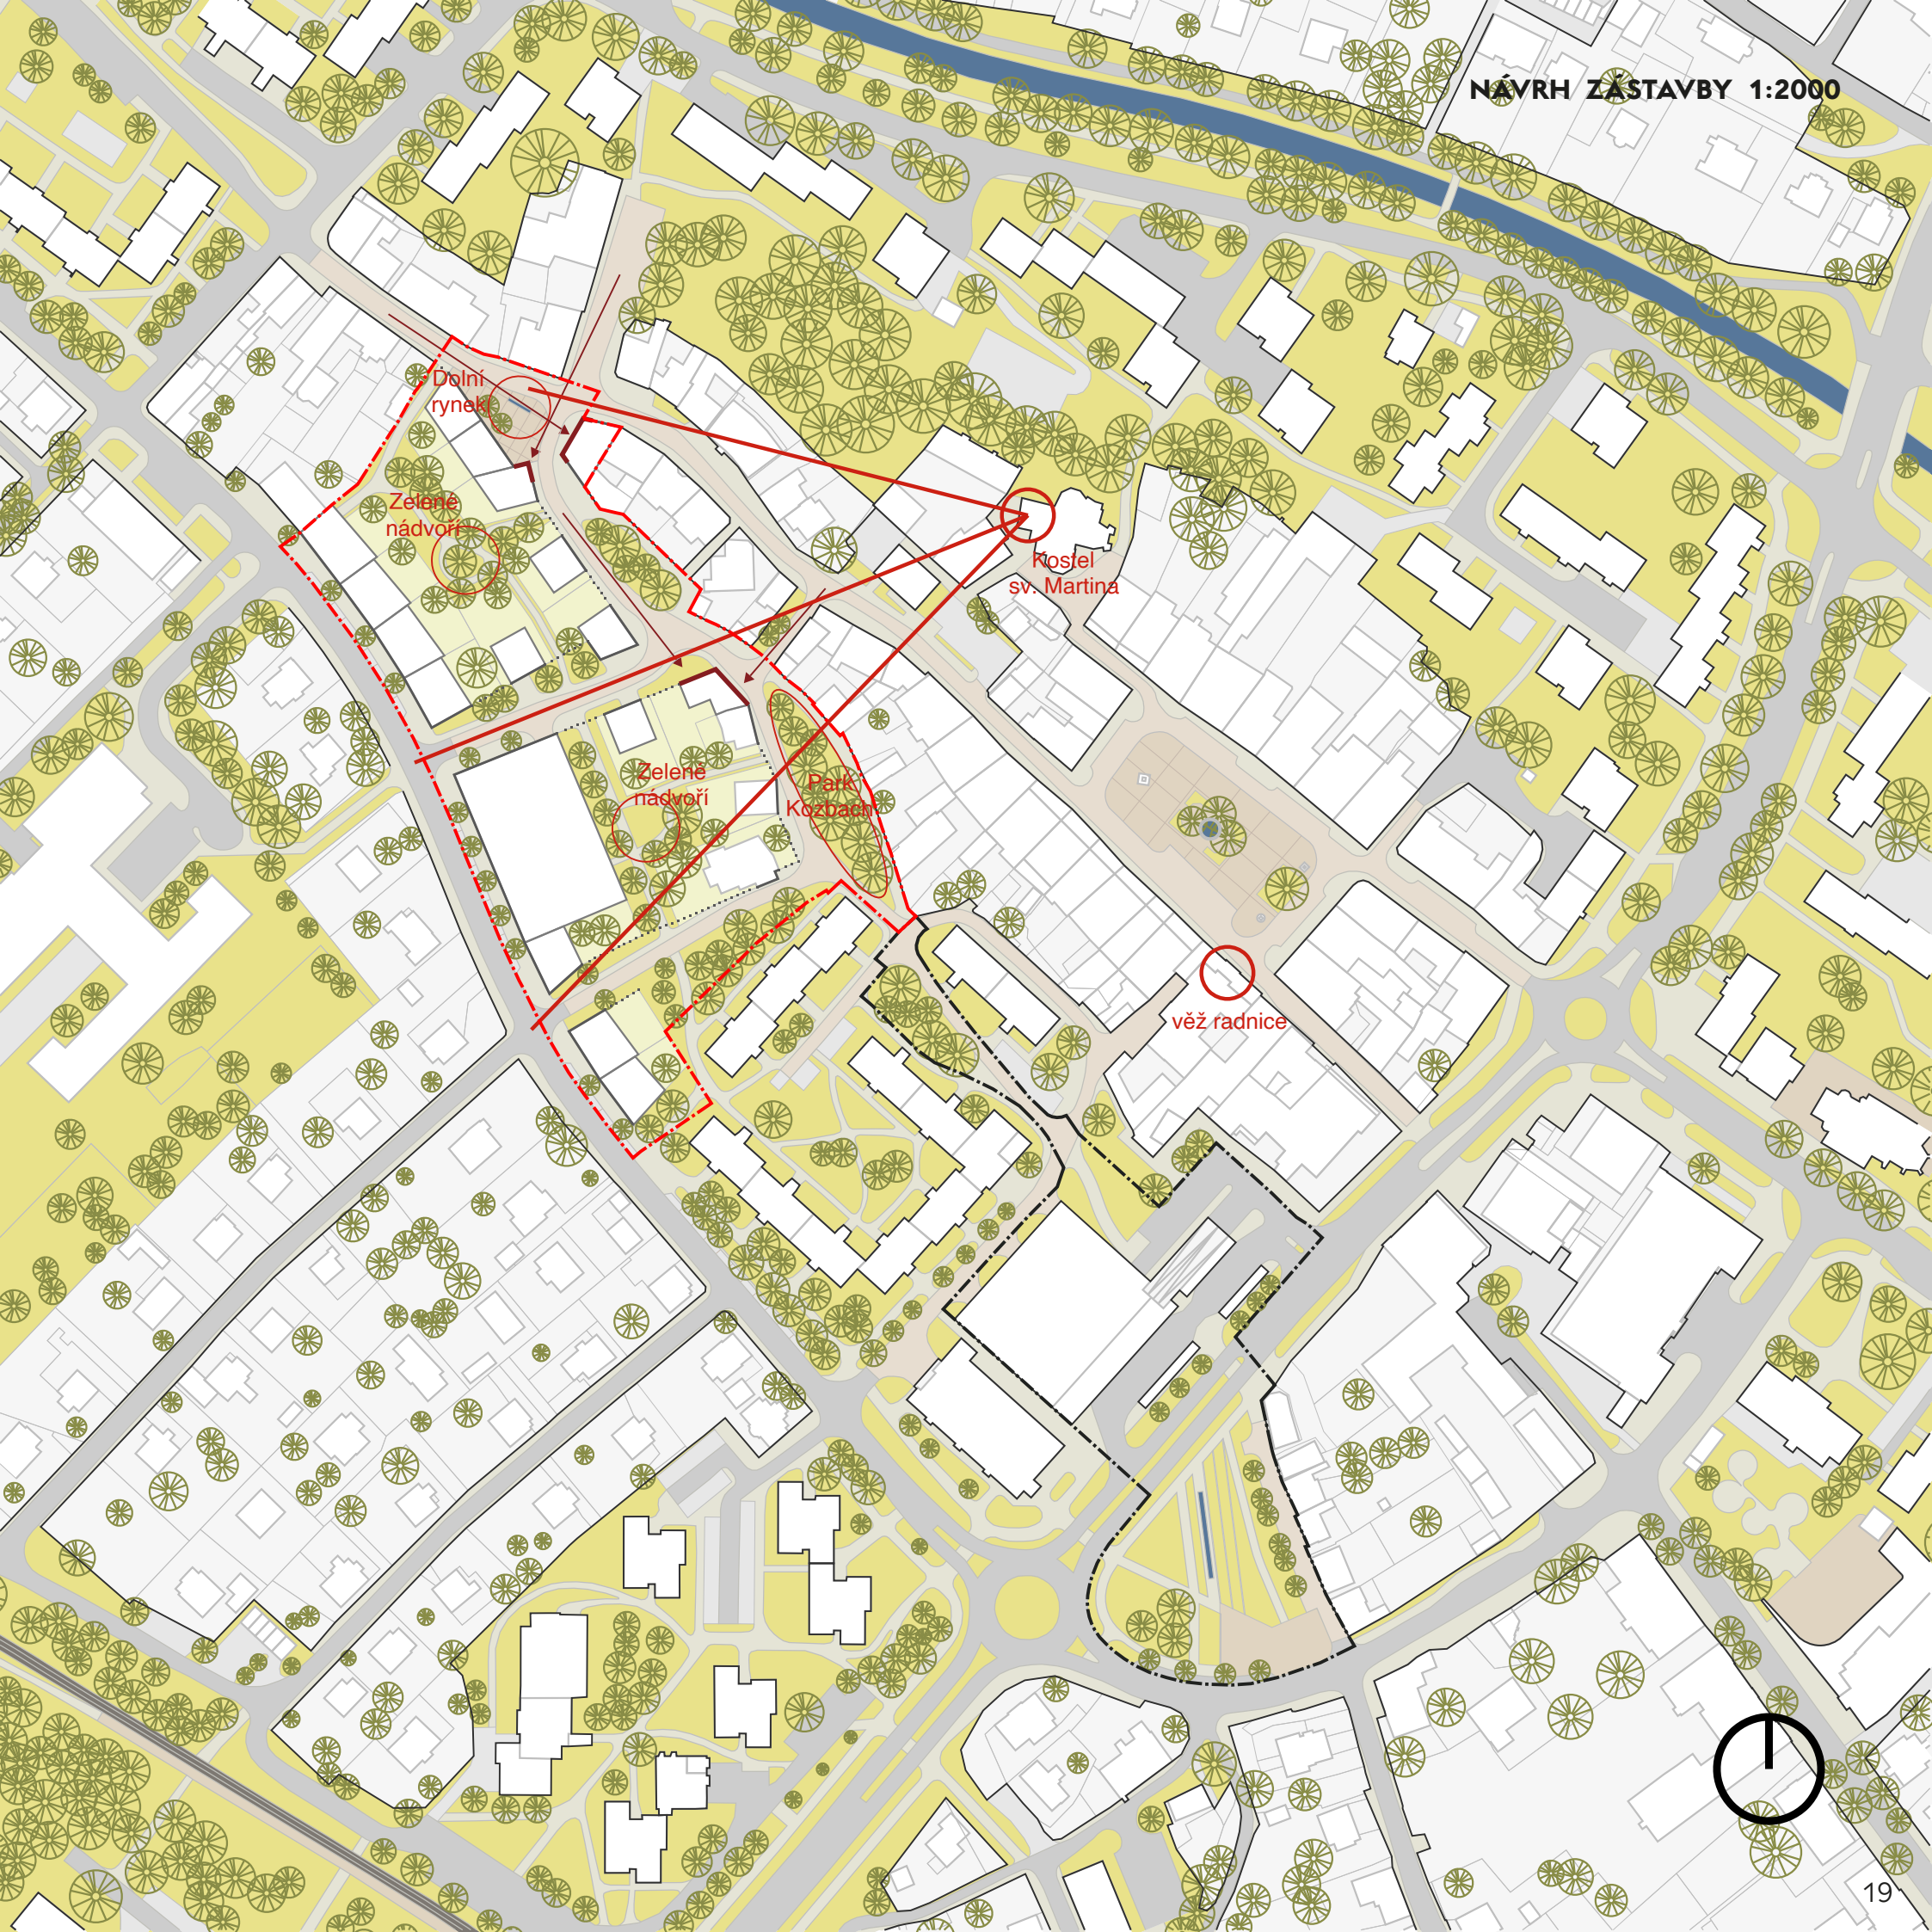 NÁVRH ZÁSTAVBY 1:2000
Dolní
rynek
Zelené
nádvoří
Kostel
sv. Martina
Zelené
nádvoří
Park
Kozbach
věž radnice
19